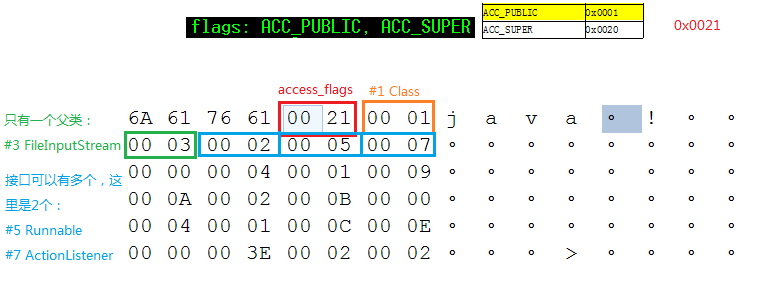 flags: ACC_PUBLIC, ACC_SUPER
ACC_PUBLIC 0x0001
ACC_SUPER 0x0020
0x0021
access_flags
#1 Class
只有一个父类：
6A 61 76 61 00 21 00 01 j a v a ° ! ° °
#3 FileInputStream
00 03 00 02 00 05 00 07 ° ° ° ° ° ° ° °
接口可以有多个，这
里是2个：
00 00 00 04 00 01 00 09 ° ° ° ° ° ° ° °
00 0A 00 02 00 0B 00 00 ° ° ° ° ° ° ° °
#5 Runnable
00 04 00 01 00 0C 00 0E ° ° ° ° ° ° ° °
#7 ActionListener
00 00 00 3E 00 02 00 02 ° ° ° > ° ° ° °